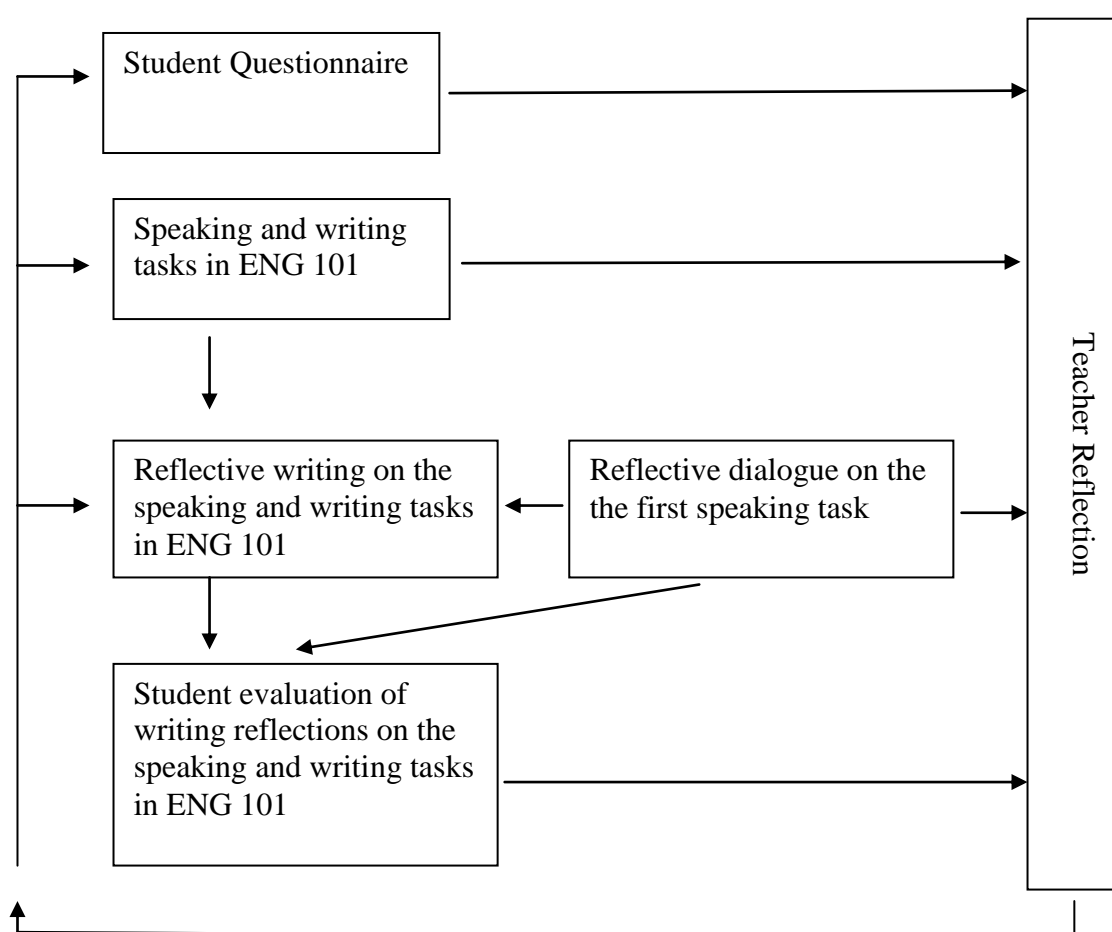 Student Questionnaire
Speaking and writing
tasks in ENG 101
Reflective writing on the
speaking and writing tasks
in ENG 101
Reflective dialogue on the
the first speaking task
Student evaluation of
writing reflections on the
speaking and writing tasks
in ENG 101
Teacher Reflection